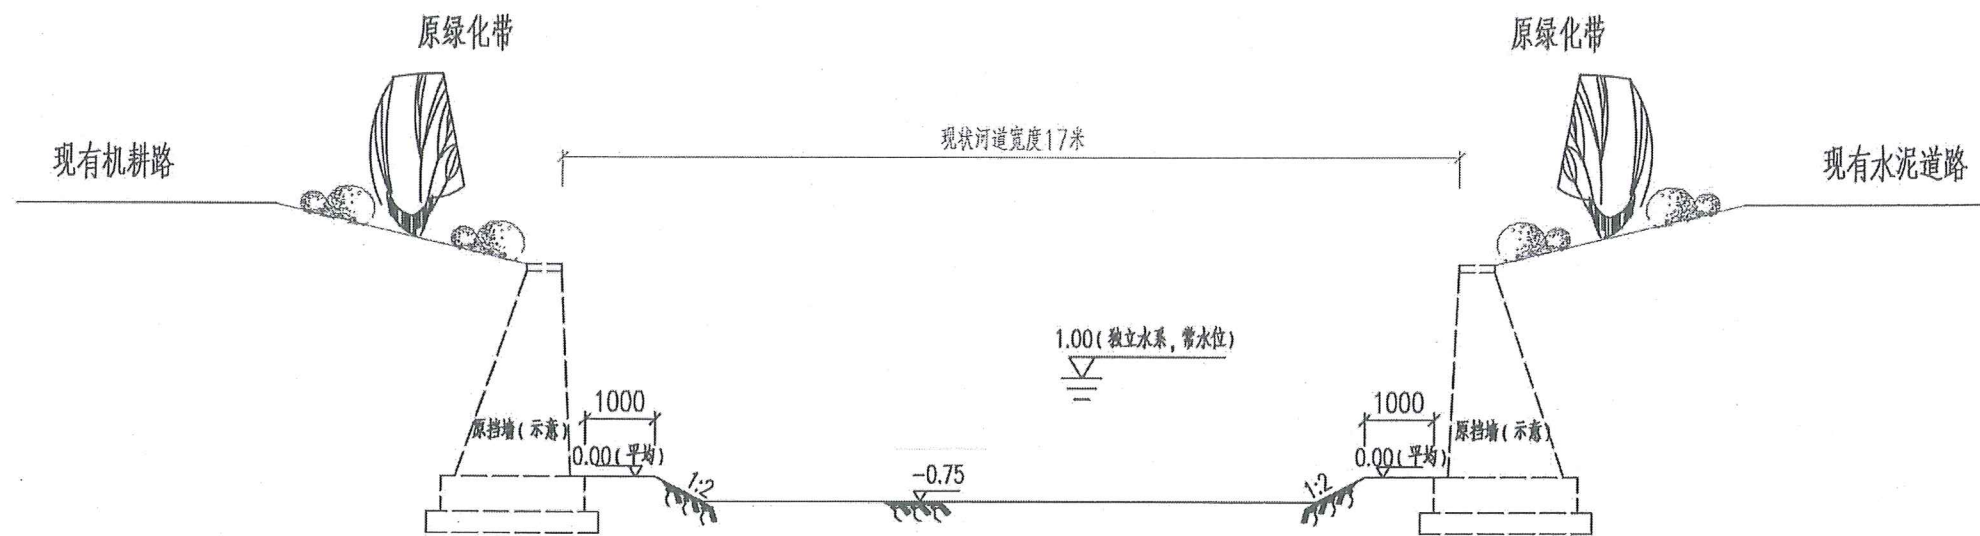 原绿化带
原绿化带
现状河道宽度17米
现有机耕路
现有水泥道路
1.00(独立水系,常水位)
1000
1000
原挡墙(示意)
原挡墙(示意)
0.00(平均)
0.00(平均)
1:2
-0.75
1:2